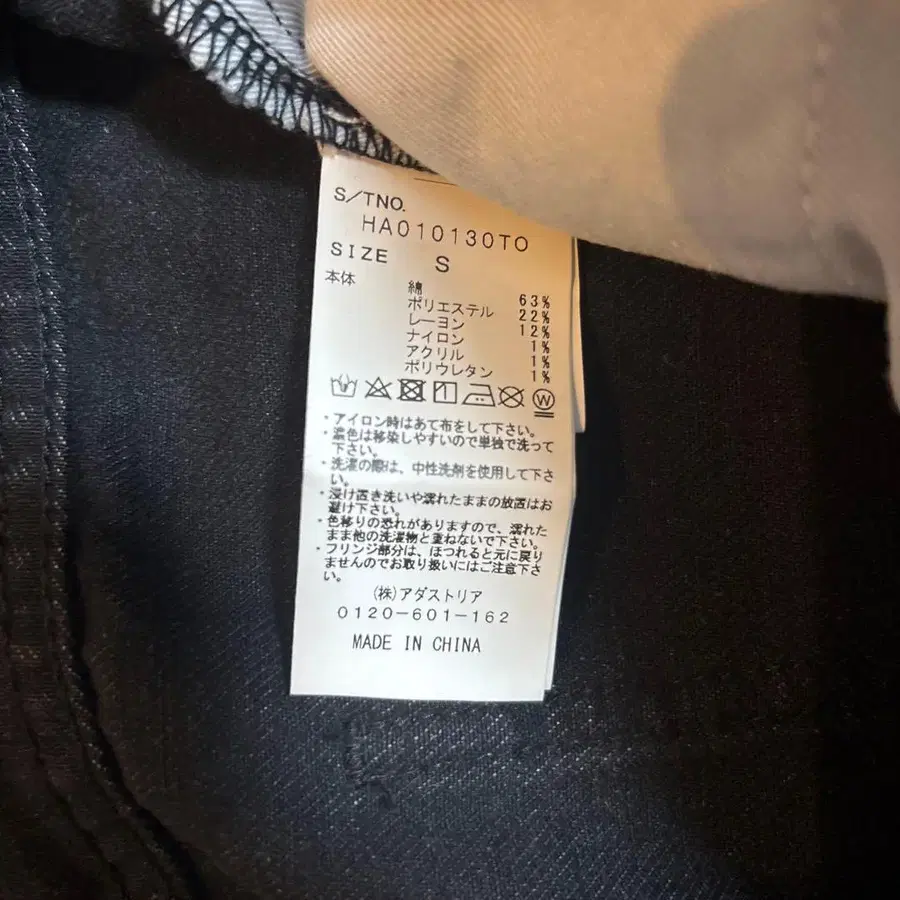 S/TNO.
HA010130TO
SIZE S
本体 綿 63%
ポリエステル 22%
レーヨン 12%
ナイロン 1%
アクリル 1%
ポリウレタン 1%
W
・アイロン時はあて布をして下さい。
・濃色は移染しやすいので単独で洗って
下さい。
・洗濯の際は、中性洗剤を使用して下さ
い。
・浸け置き洗いや濡れたままの放置はお
避け下さい。
・色移りの恐れがありますので、濡れた
まま他の洗濯物と重ねないで下さい。
・フリンジ部分は、ほつれると元に戻り
ませんのでお取り扱いにはご注意下さ
い。
(株)アダストリア
0120-601-162
MADE IN CHINA